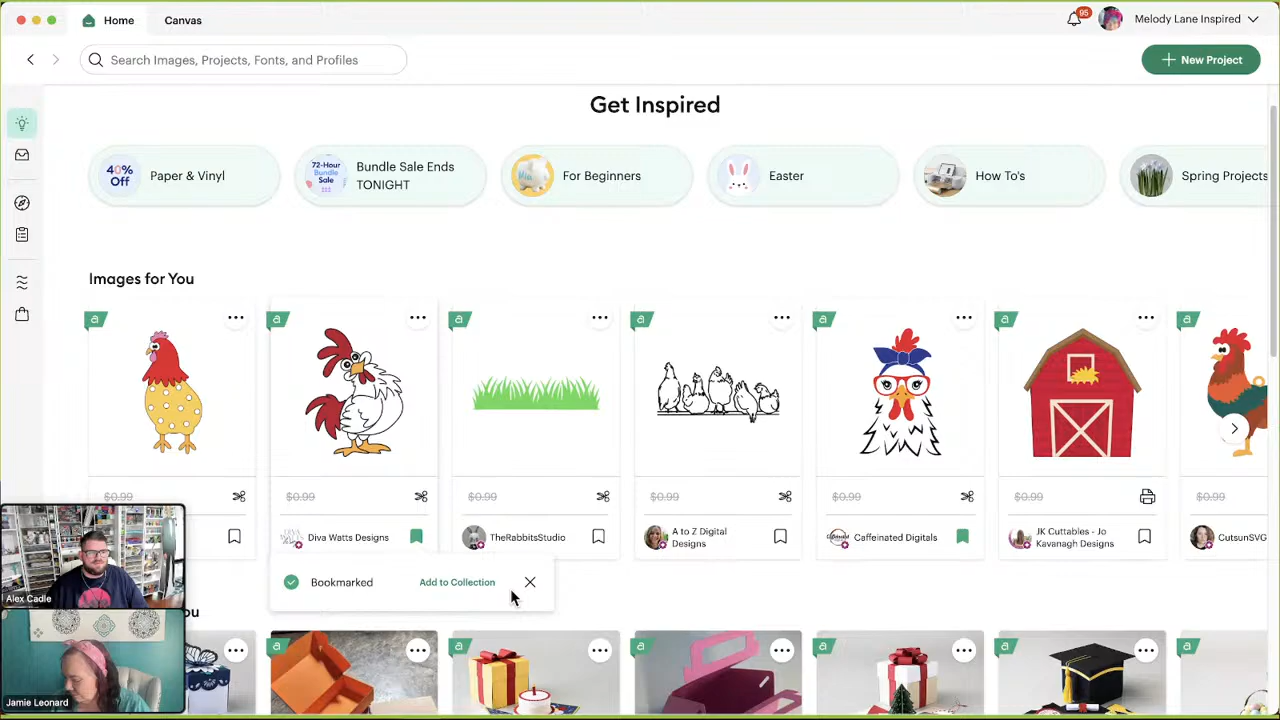 Home
Canvas
95
Melody Lane Inspired
Search Images, Projects, Fonts, and Profiles
New Project
Get Inspired
40% Off
Paper & Vinyl
72-Hour Bundle Sale
Bundle Sale Ends
TONIGHT
For Beginners
Easter
How To's
Spring Projects
Images for You
a
a
a
a
a
a
a
$0.99
$0.99
$0.99
$0.99
$0.99
$0.99
$0.99
Diva Watts Designs
TheRabbitsStudio
A to Z Digital
Designs
Caffeinated Digitals
JK Cuttables - Jo
Kavanagh Designs
CutsunSVG
Bookmarked
Add to Collection
Alex Cadle
ou
a
a
a
a
a
a
Jamie Leonard